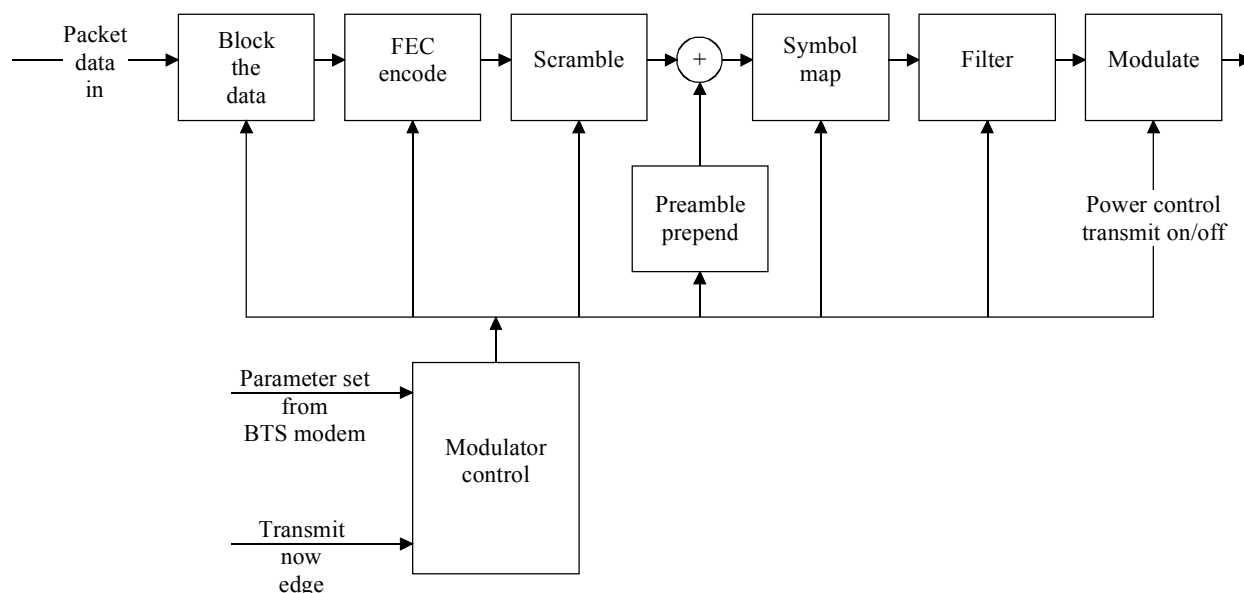 Packet
data
in
Block
the
data
FEC
encode
Scramble
+
Symbol
map
Filter
Modulate
Preamble
prepend
Power control
transmit on/off
Parameter set
from
BTS modem
Modulator
control
Transmit
now
edge